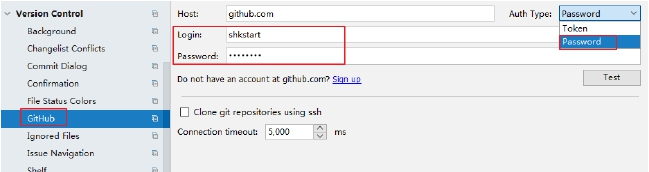 Version Control
Background
Changelist Conflicts
Commit Dialog
Confirmation
File Status Colors
GitHub
Ignored Files
Issue Navigation
Shelf
Host: github.com Auth Type: Password
Token
Password
Login: shkstart
Password: ••••••••
Do not have an account at github.com? Sign up
Test
Clone git repositories using ssh
Connection timeout: 5,000 ms